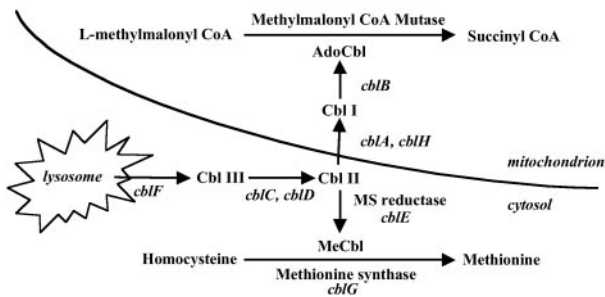 Methylmalonyl CoA Mutase
L-methylmalonyl CoA
Succinyl CoA
AdoCbl
cblB
Cbl I
cblA, cblH
mitochondrion
lysosome
cblF
Cbl III
cblC, cblD
Cbl II
cytosol
MS reductase
cblE
MeCbl
Homocysteine
Methionine
Methionine synthase
cblG